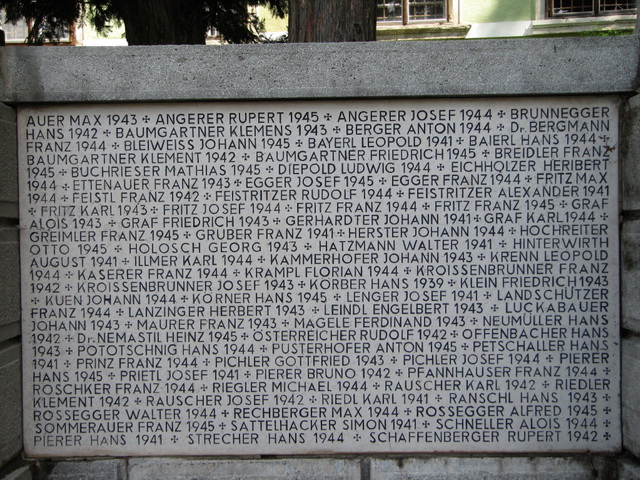 AUER MAX 1943 ✢ ANGERER RUPERT 1945 ✢ ANGERER JOSEF 1944 ✢ BRUNNEGGER
HANS 1942 ✢ BAUMGARTNER KLEMENS 1943 ✢ BERGER ANTON 1944 ✢ Dr. BERGMANN
FRANZ 1944 ✢ BLEIWEISS JOHANN 1945 ✢ BAYERL LEOPOLD 1941 ✢ BAIERL HANS 1944 ✢
BAUMGARTNER KLEMENT 1942 ✢ BAUMGARTNER FRIEDRICH 1945 ✢ BREIDLER FRANZ
1945 ✢ BUCHRIESER MATHIAS 1945 ✢ DIEPOLD LUDWIG 1944 ✢ EICHHOLZER HERIBERT
1944 ✢ ETTENAUER FRANZ 1943 ✢ EGGER JOSEF 1945 ✢ EGGER FRANZ 1944 ✢ FRITZ MAX
1944 ✢ FEISTL FRANZ 1942 ✢ FEISTRITZER RUDOLF 1944 ✢ FEISTRITZER ALEXANDER 1941
✢ FRITZ KARL 1943 ✢ FRITZ JOSEF 1944 ✢ FRITZ FRANZ 1944 ✢ FRITZ FRANZ 1945 ✢ GRAF
ALOIS 1943 ✢ GRAF FRIEDRICH 1943 ✢ GERHARDTER JOHANN 1941 ✢ GRAF KARL 1944 ✢
GREIMLER FRANZ 1945 ✢ GRUBER FRANZ 1941 ✢ HERSTER JOHANN 1944 ✢ HOCHREITER
OTTO 1945 ✢ HOLOSCH GEORG 1943 ✢ HATZMANN WALTER 1941 ✢ HINTERWIRTH
AUGUST 1941 ✢ ILLMER KARL 1944 ✢ KAMMERHOFER JOHANN 1943 ✢ KRENN LEOPOLD
1944 ✢ KASERER FRANZ 1944 ✢ KRAMPL FLORIAN 1944 ✢ KROISSENBRUNNER FRANZ
1942 ✢ KROISSENBRUNNER JOSEF 1943 ✢ KORBER HANS 1939 ✢ KLEIN FRIEDRICH 1943
✢ KUEN JOHANN 1944 ✢ KÖRNER HANS 1945 ✢ LENGER JOSEF 1941 ✢ LANDSCHÜTZER
FRANZ 1944 ✢ LANZINGER HERBERT 1943 ✢ LEINDL ENGELBERT 1943 ✢ LUCKABAUER
JOHANN 1943 ✢ MAURER FRANZ 1943 ✢ MAGELE FERDINAND 1943 ✢ NEUMÜLLER HANS
1942 ✢ Dr. NEMASTIL HEINZ 1945 ✢ ÖSTERREICHER RUDOLF 1942 ✢ OFFENBACHER HANS
1943 ✢ POTOTSCHNIG HANS 1944 ✢ PUSTERHOFER ANTON 1945 ✢ PETSCHALLER HANS
1941 ✢ PRINZ FRANZ 1944 ✢ PICHLER GOTTFRIED 1943 ✢ PICHLER JOSEF 1944 ✢ PIERER
HANS 1945 ✢ PRIETL JOSEF 1941 ✢ PIERER BRUNO 1942 ✢ PFANNHAUSER FRANZ 1944 ✢
RÖSCHKER FRANZ 1944 ✢ RIEGLER MICHAEL 1944 ✢ RAUSCHER KARL 1942 ✢ RIEDLER
KLEMENT 1942 ✢ RAUSCHER JOSEF 1942 ✢ RIEDL KARL 1941 ✢ RANSCHL HANS 1943 ✢
ROSSEGGER WALTER 1944 ✢ RECHBERGER MAX 1944 ✢ ROSSEGGER ALFRED 1945 ✢
SOMMERAUER FRANZ 1945 ✢ SATTELHACKER SIMON 1941 ✢ SCHNELLER ALOIS 1944 ✢
PIERER HANS 1941 ✢ STRECHER HANS 1944 ✢ SCHAFFENBERGER RUPERT 1942 ✢